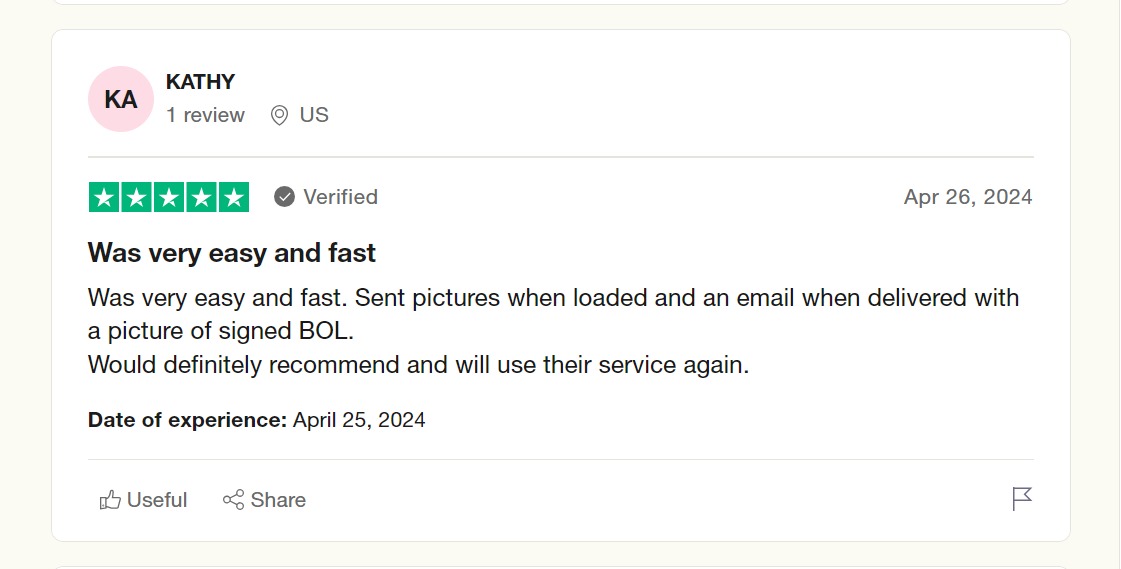 KA
KATHY
1 review US
Verified
Apr 26, 2024
Was very easy and fast
Was very easy and fast. Sent pictures when loaded and an email when delivered with
a picture of signed BOL.
Would definitely recommend and will use their service again.
Date of experience: April 25, 2024
Useful Share